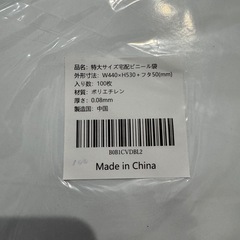 品名：特大サイズ宅配ビニール袋
外形寸法： W440×H530＋フタ50(mm)
入り数：100枚
材質：ポリエチレン
厚さ：0.08mm
製造国：中国
B0B1CVDBL2
Made in China